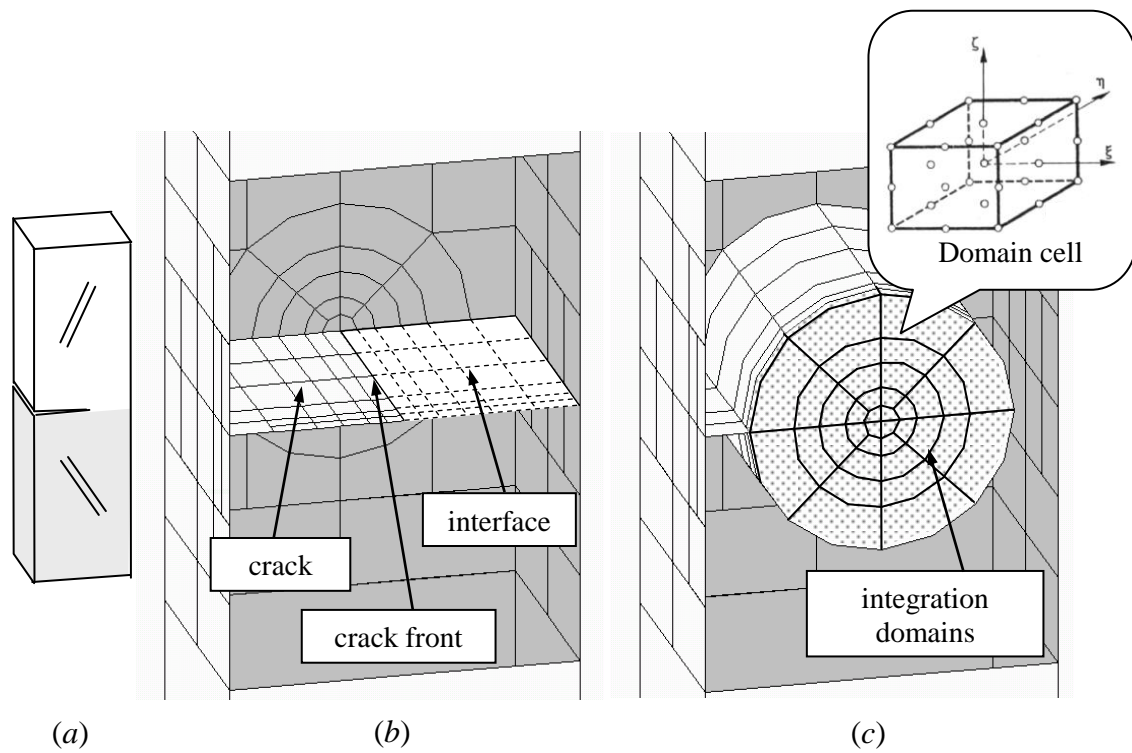 ζ
η
ξ
Domain cell
interface
crack
crack front
integration
domains
(a)
(b)
(c)